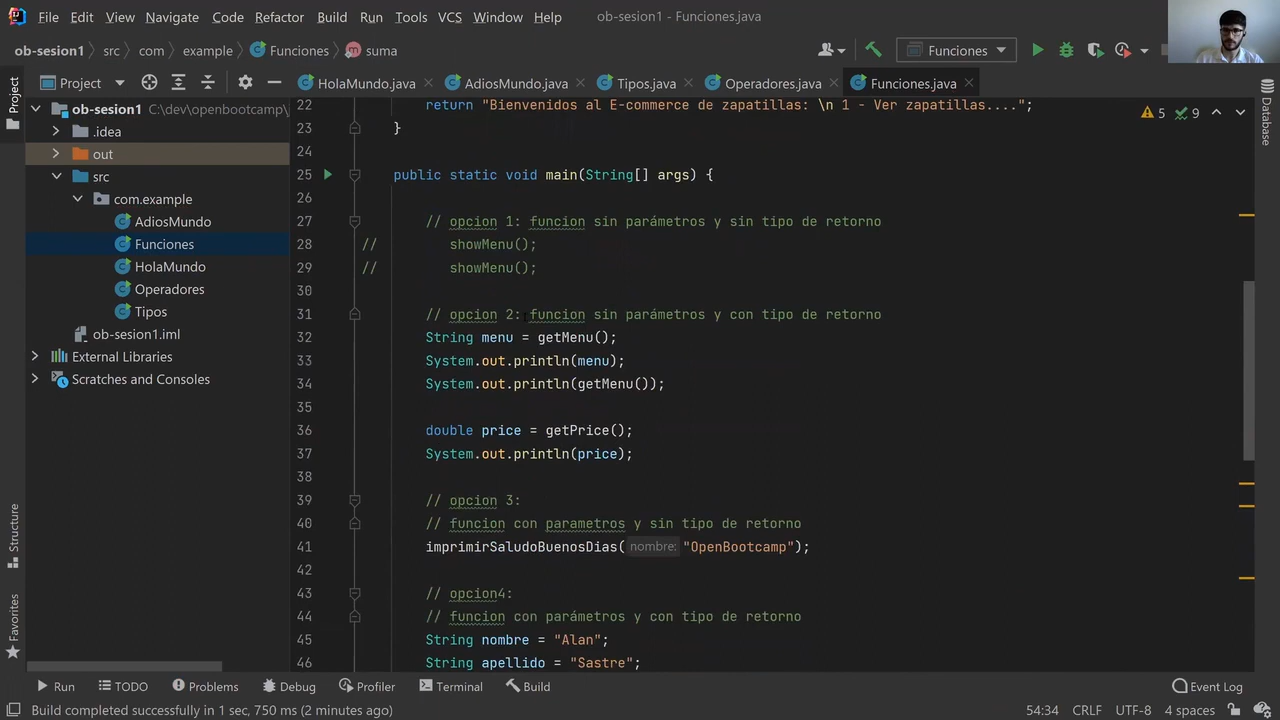 File Edit View Navigate Code Refactor Build Run Tools VCS Window Help ob-sesion1 - Funciones.java
ob-sesion1 src com example Funciones suma Funciones
Project Project HolaMundo.java AdiosMundo.java Tipos.java Operadores.java Funciones.java
ob-sesion1 C:\dev\openbootcamp\
.idea
out
src
com.example
AdiosMundo
Funciones
HolaMundo
Operadores
Tipos
ob-sesion1.iml
External Libraries
Scratches and Consoles
22 return "Bienvenidos al E-commerce de zapatillas: \n 1 - Ver zapatillas....";
5 9
23 }
24
25 public static void main(String[] args) {
26
27 // opcion 1: funcion sin parámetros y sin tipo de retorno
28 // showMenu();
29 // showMenu();
30
31 // opcion 2: funcion sin parámetros y con tipo de retorno
32 String menu = getMenu();
33 System.out.println(menu);
34 System.out.println(getMenu());
35
36 double price = getPrice();
37 System.out.println(price);
38
39 // opcion 3:
40 // funcion con parametros y sin tipo de retorno
41 imprimirSaludoBuenosDias( nombre: "OpenBootcamp");
42
43 // opcion4:
44 // funcion con parámetros y con tipo de retorno
45 String nombre = "Alan";
46 String apellido = "Sastre";
Database
Structure
Favorites
Run TODO Problems Debug Profiler Terminal Build Event Log
Build completed successfully in 1 sec, 750 ms (2 minutes ago) 54:34 CRLF UTF-8 4 spaces